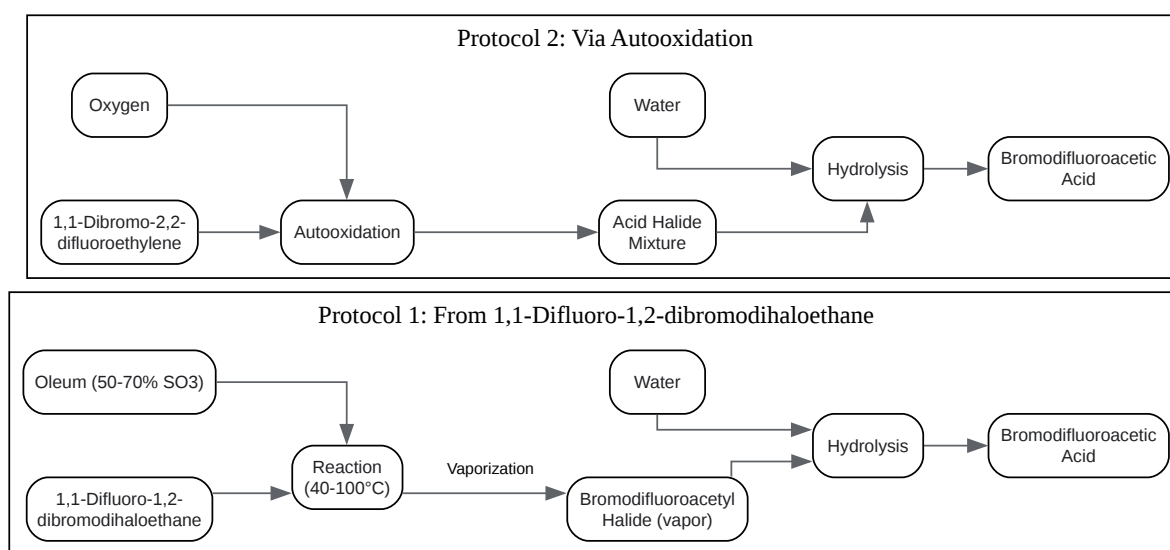 Protocol 2: Via Autooxidation
Oxygen
Water
Hydrolysis
Bromodifluoroacetic
Acid
1,1-Dibromo-2,2-
difluoroethylene
Autooxidation
Acid Halide
Mixture
Protocol 1: From 1,1-Difluoro-1,2-dibromodihaloethane
Oleum (50-70% SO3)
Water
Hydrolysis
Bromodifluoroacetic
Acid
Reaction
(40-100°C)
Vaporization
1,1-Difluoro-1,2-
dibromodihaloethane
Bromodifluoroacetyl
Halide (vapor)